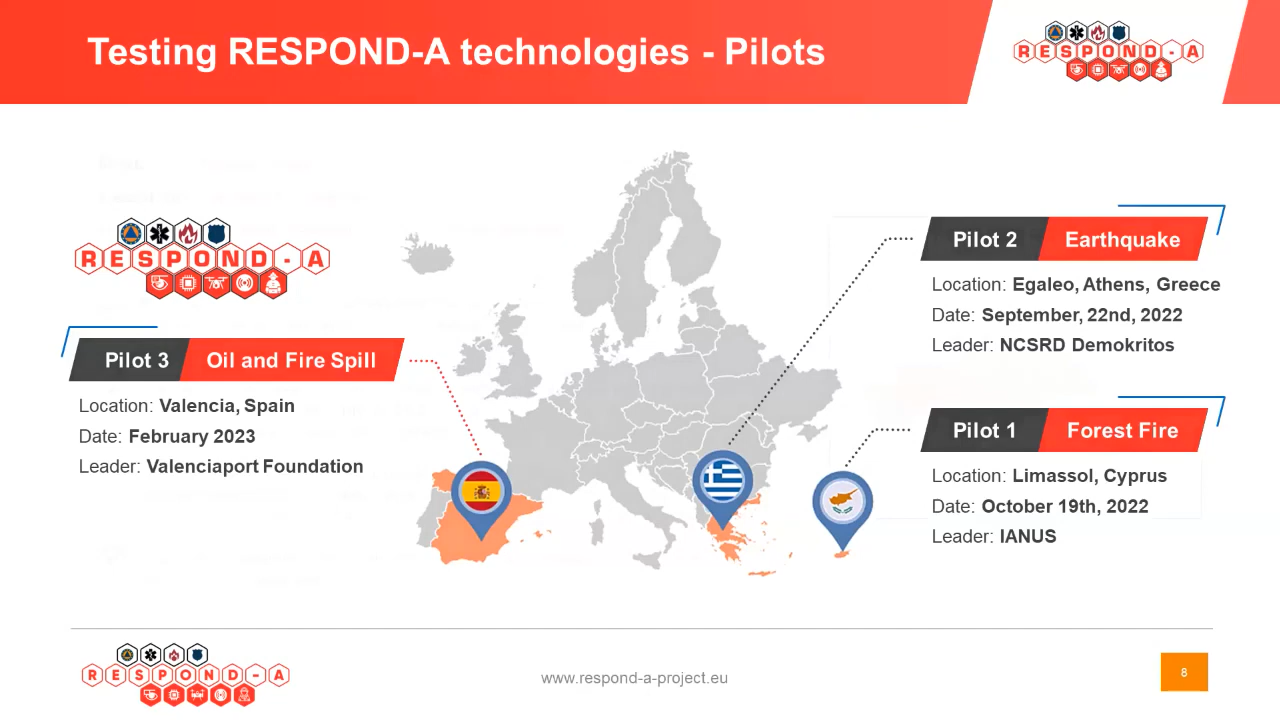 Testing RESPOND-A technologies - Pilots
RESPOND-A
RESPOND-A
Pilot 3 Oil and Fire Spill
Location: Valencia, Spain
Date: February 2023
Leader: Valenciaport Foundation
Pilot 2 Earthquake
Location: Egaleo, Athens, Greece
Date: September, 22nd, 2022
Leader: NCSRD Demokritos
Pilot 1 Forest Fire
Location: Limassol, Cyprus
Date: October 19th, 2022
Leader: IANUS
RESPOND-A
www.respond-a-project.eu
8